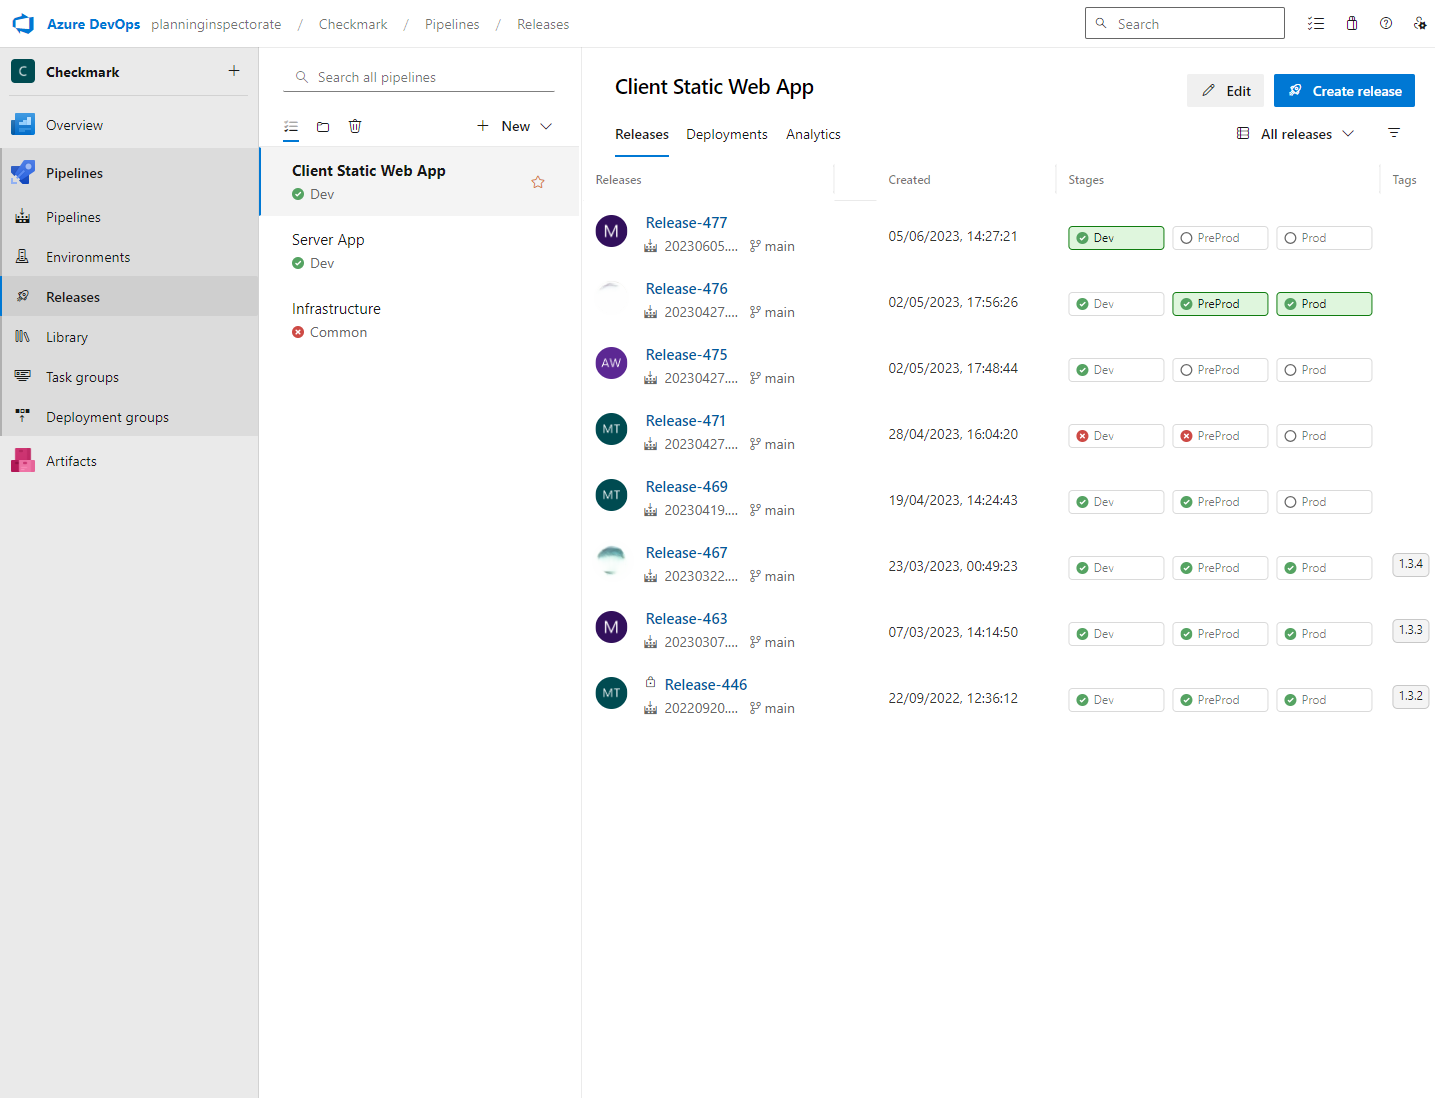 Azure DevOps planninginspectorate / Checkmark / Pipelines / Releases
Search
C Checkmark
Overview
Pipelines
Pipelines
Environments
Releases
Library
Task groups
Deployment groups
Artifacts
Search all pipelines
New
Client Static Web App
Dev
Server App
Dev
Infrastructure
Common
Client Static Web App
Edit
Create release
Releases Deployments Analytics
All releases
Releases Created Stages Tags
M Release-477
20230605.... main 05/06/2023, 14:27:21 Dev PreProd Prod
Release-476
20230427.... main 02/05/2023, 17:56:26 Dev PreProd Prod
AW Release-475
20230427.... main 02/05/2023, 17:48:44 Dev PreProd Prod
MT Release-471
20230427.... main 28/04/2023, 16:04:20 Dev PreProd Prod
MT Release-469
20230419.... main 19/04/2023, 14:24:43 Dev PreProd Prod
Release-467
20230322.... main 23/03/2023, 00:49:23 Dev PreProd Prod 1.3.4
M Release-463
20230307.... main 07/03/2023, 14:14:50 Dev PreProd Prod 1.3.3
MT Release-446
20220920.... main 22/09/2022, 12:36:12 Dev PreProd Prod 1.3.2